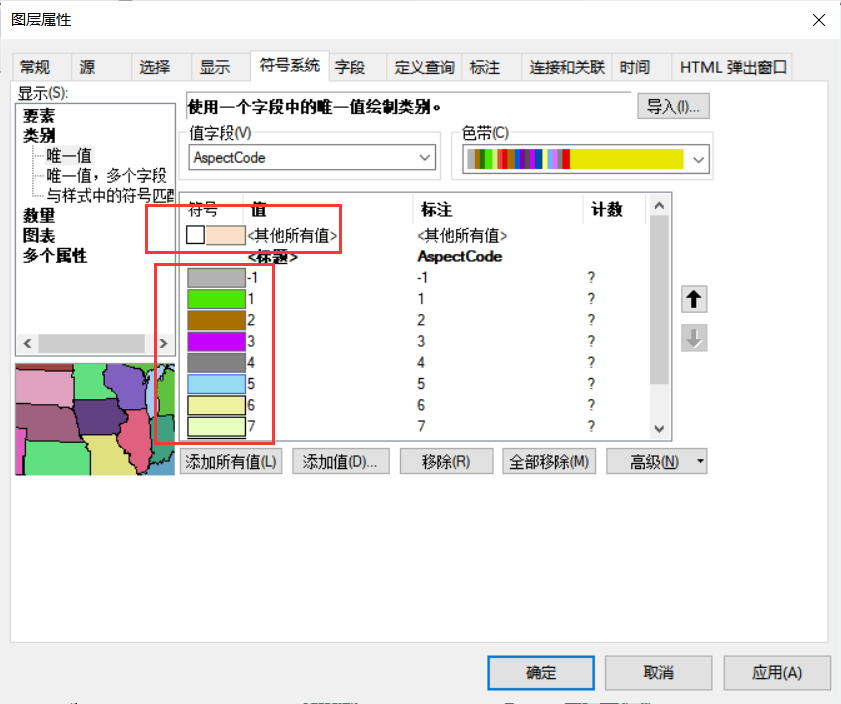 图层属性
常规 源 选择 显示 符号系统 字段 定义查询 标注 连接和关联 时间 HTML 弹出窗口
显示(S):
要素
类别
唯一值
唯一值，多个字段
与样式中的符号匹配
数量
图表
多个属性
使用一个字段中的唯一值绘制类别。
导入(I)...
值字段(V)
AspectCode
色带(C)
符号 值 标注 计数
<其他所有值> <其他所有值>
<标题> AspectCode
-1 -1 ?
1 1 ?
2 2 ?
3 3 ?
4 4 ?
5 5 ?
6 6 ?
7 7 ?
添加所有值(L) 添加值(D)... 移除(R) 全部移除(M) 高级(N)
确定 取消 应用(A)